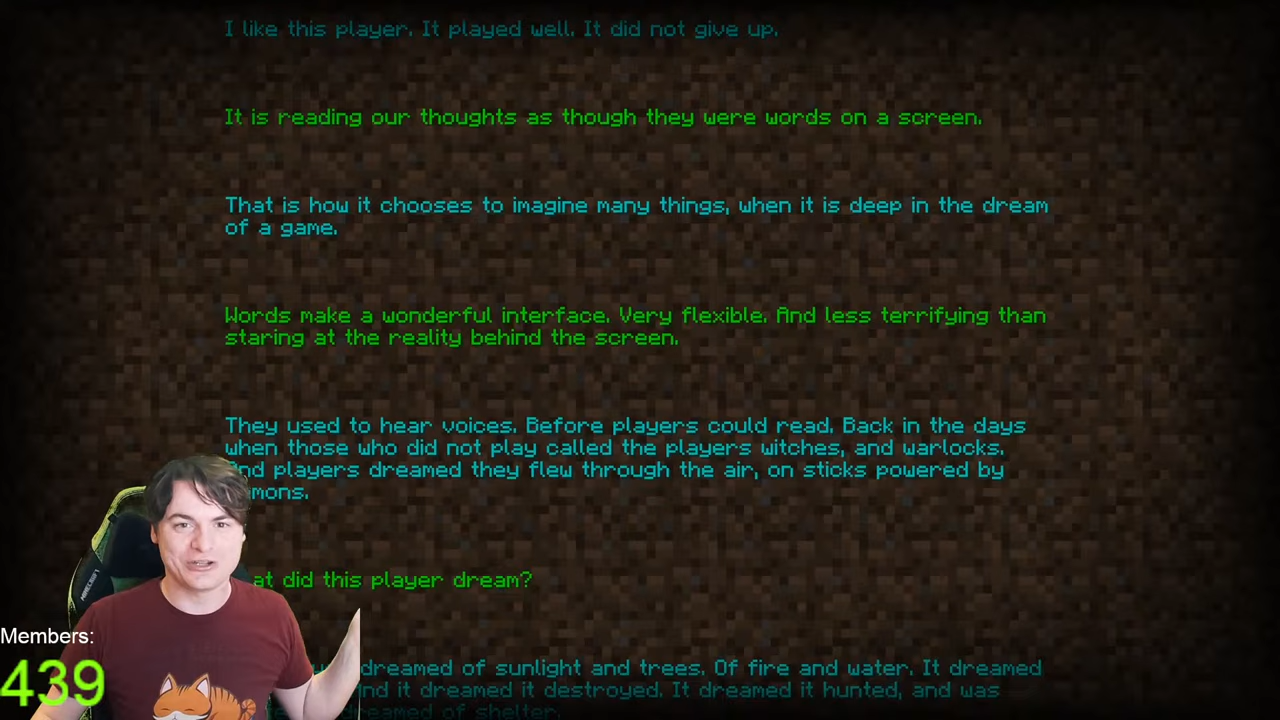 I like this player. It played well. It did not give up.
It is reading our thoughts as though they were words on a screen.
That is how it chooses to imagine many things, when it is deep in the dream
of a game.
Words make a wonderful interface. Very flexible. And less terrifying than
staring at the reality behind the screen.
They used to hear voices. Before players could read. Back in the days
when those who did not play called the players witches, and warlocks.
And players dreamed they flew through the air, on sticks powered by
mons.
at did this player dream?
dreamed of sunlight and trees. Of fire and water. It dreamed
nd it dreamed it destroyed. It dreamed it hunted, and was
dreamed of shelter.
MINECRAFT
Members:
439